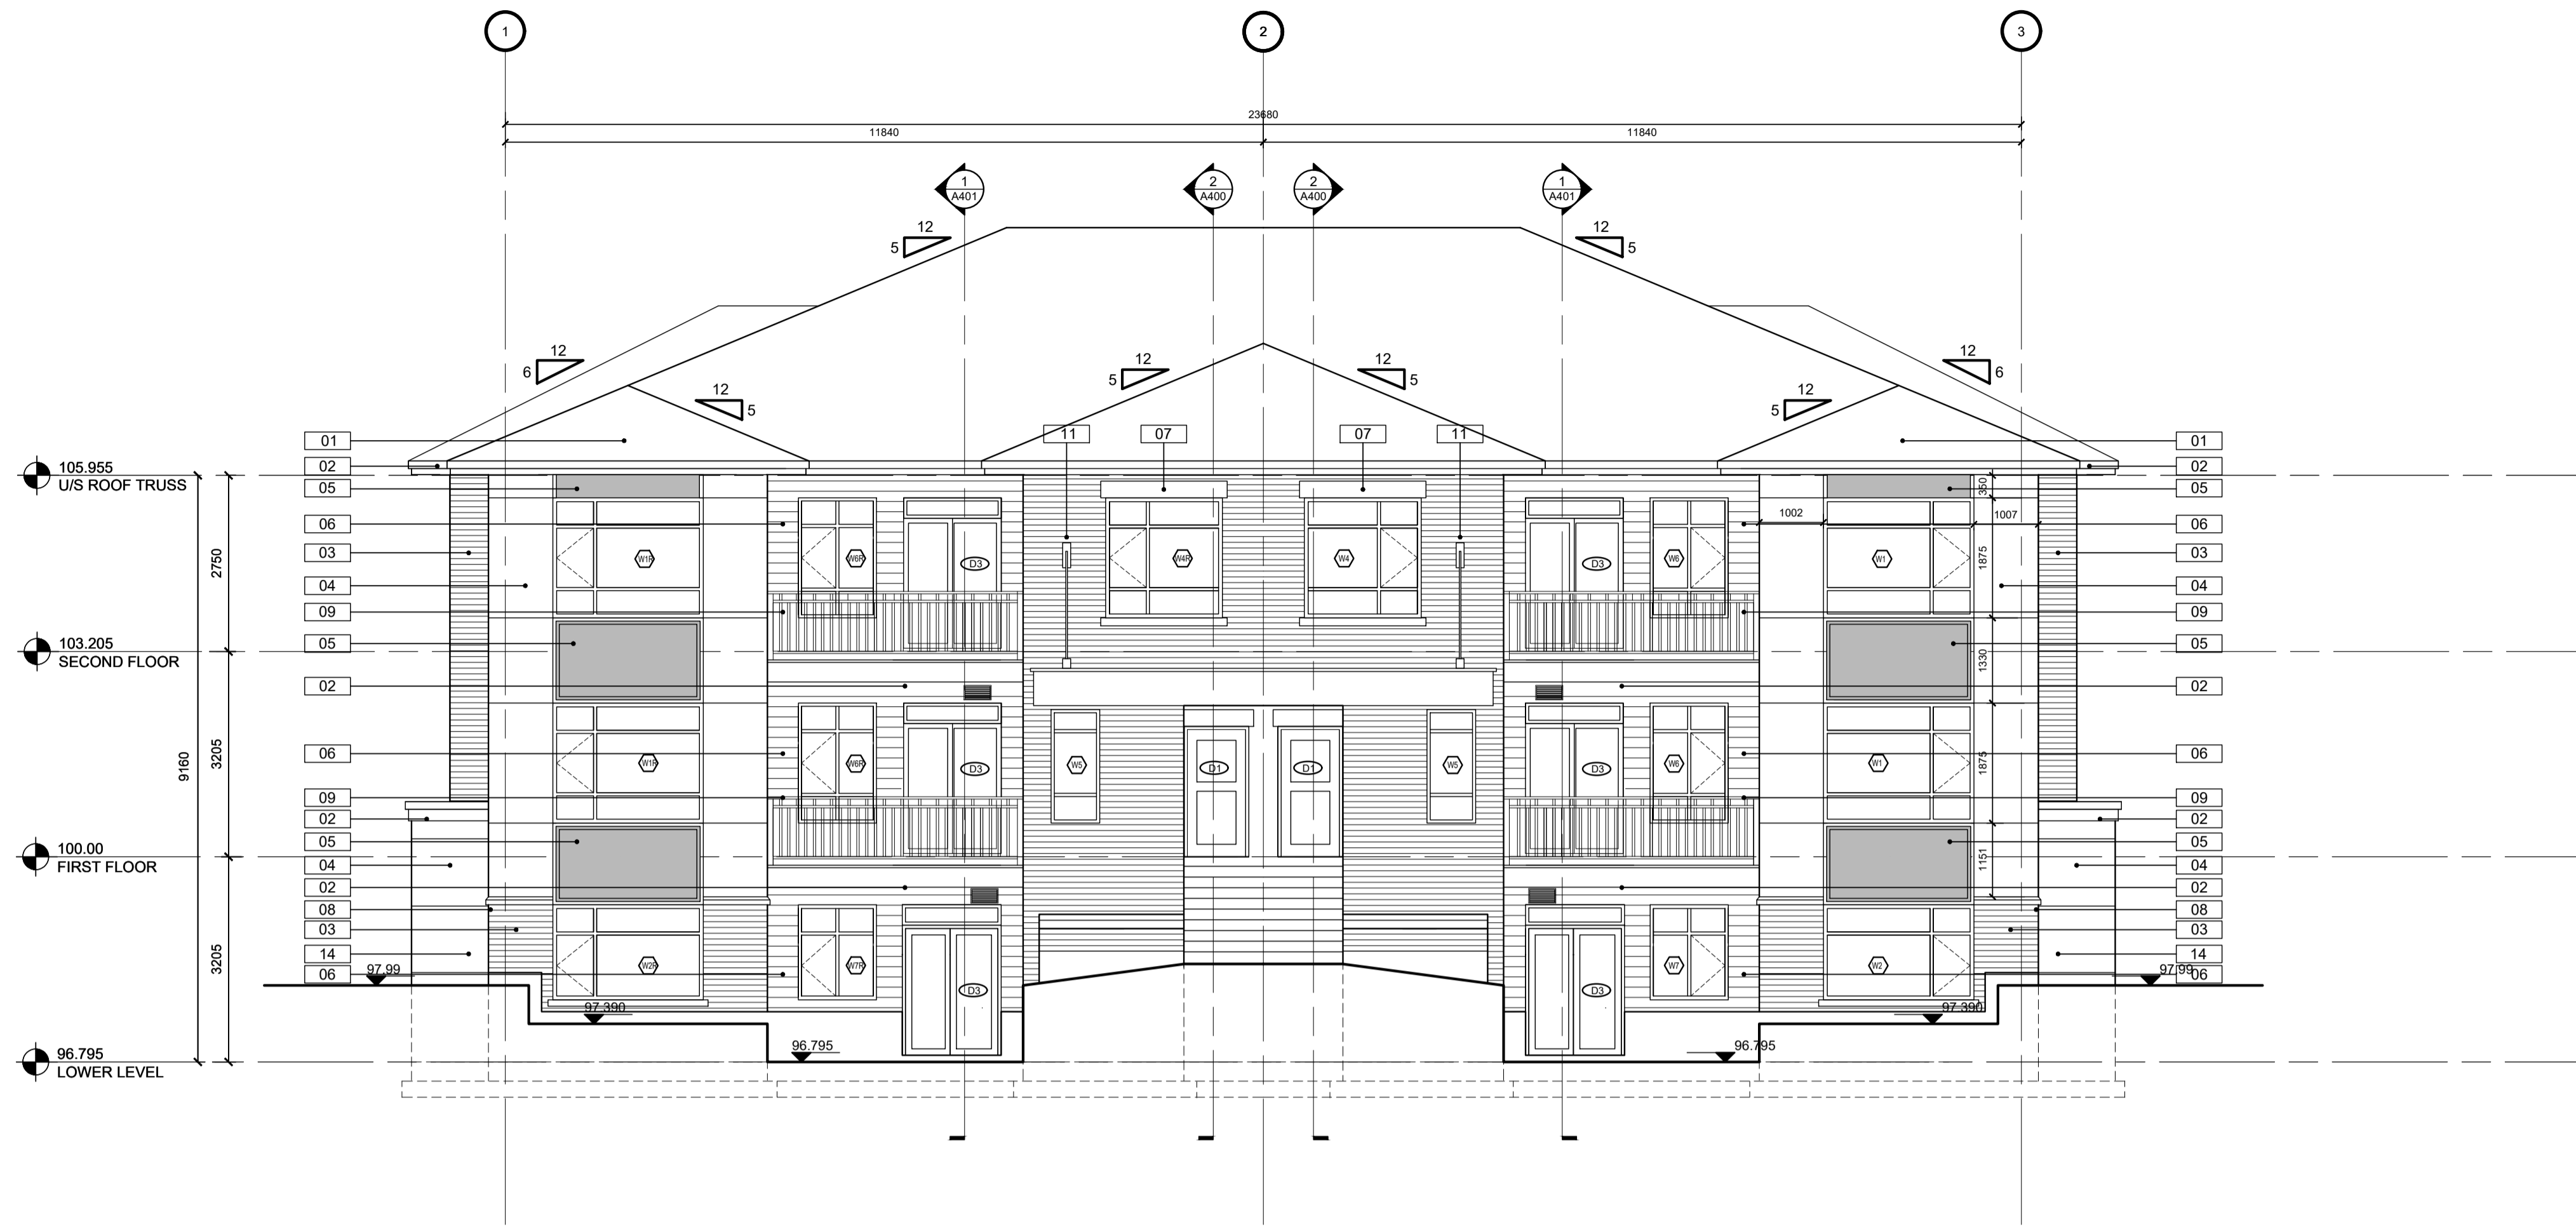 1
2
3
23680
11840
11840
1
A401
2
A400
2
A400
1
A401
12
5
12
5
12
6
12
5
12
5
12
5
12
5
12
6
01
02
05
06
03
04
09
05
02
06
09
02
05
04
02
08
03
14
06
11
07
07
11
01
02
05
06
03
04
09
05
02
06
09
02
05
04
02
08
03
14
06
105.955
U/S ROOF TRUSS
103.205
SECOND FLOOR
100.00
FIRST FLOOR
96.795
LOWER LEVEL
2750
3205
3205
9160
350
1002
1007
1875
1330
1875
1151
W1R
W6R
D3
W4R
W4
D3
W6
W1
W1R
W6R
D3
W5
D1
D1
W5
D3
W6
W1
W2R
W7R
D3
D3
W7
W2
97.99
97.390
96.795
96.795
97.390
97.99